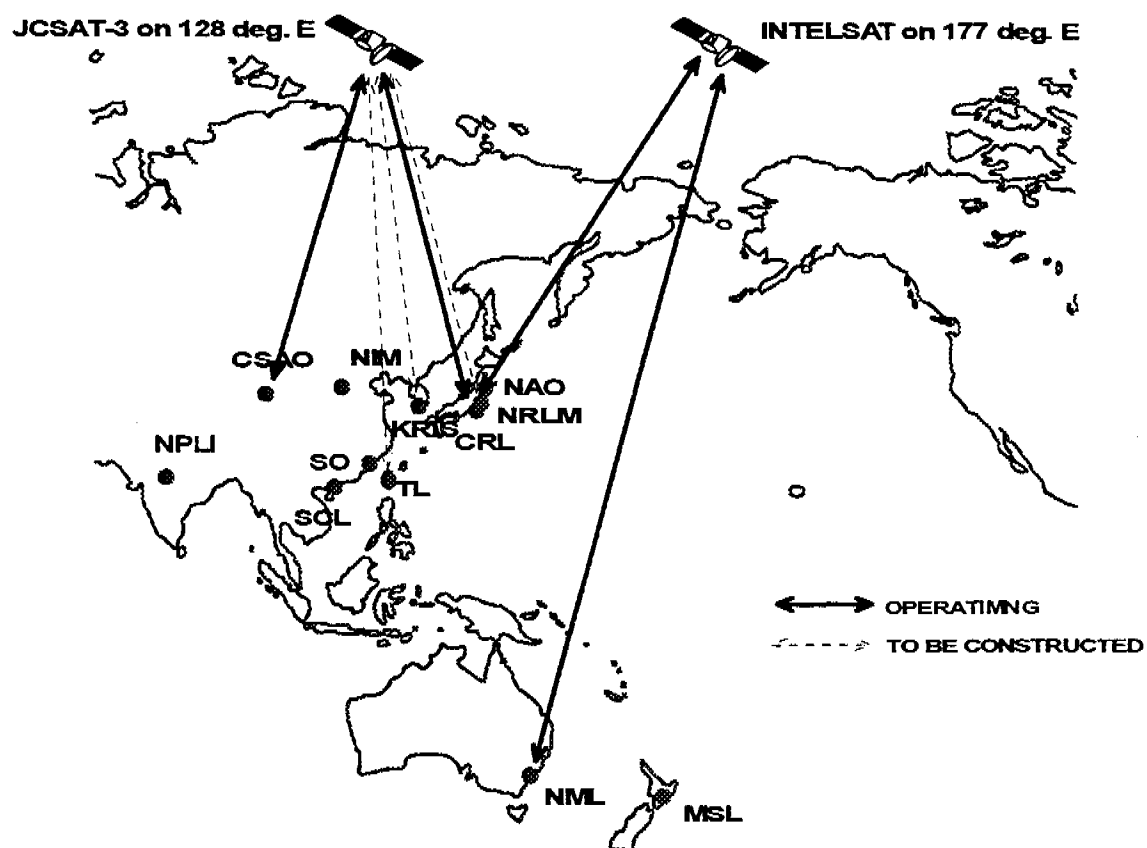 JCSAT-3 on 128 deg. E
INTELSAT on 177 deg. E
CSAO
NIM
NAO
NRLM
KRIS
CRL
NPLI
SO
TL
SCL
OPERATIMNG
TO BE CONSTRUCTED
NML
MSL